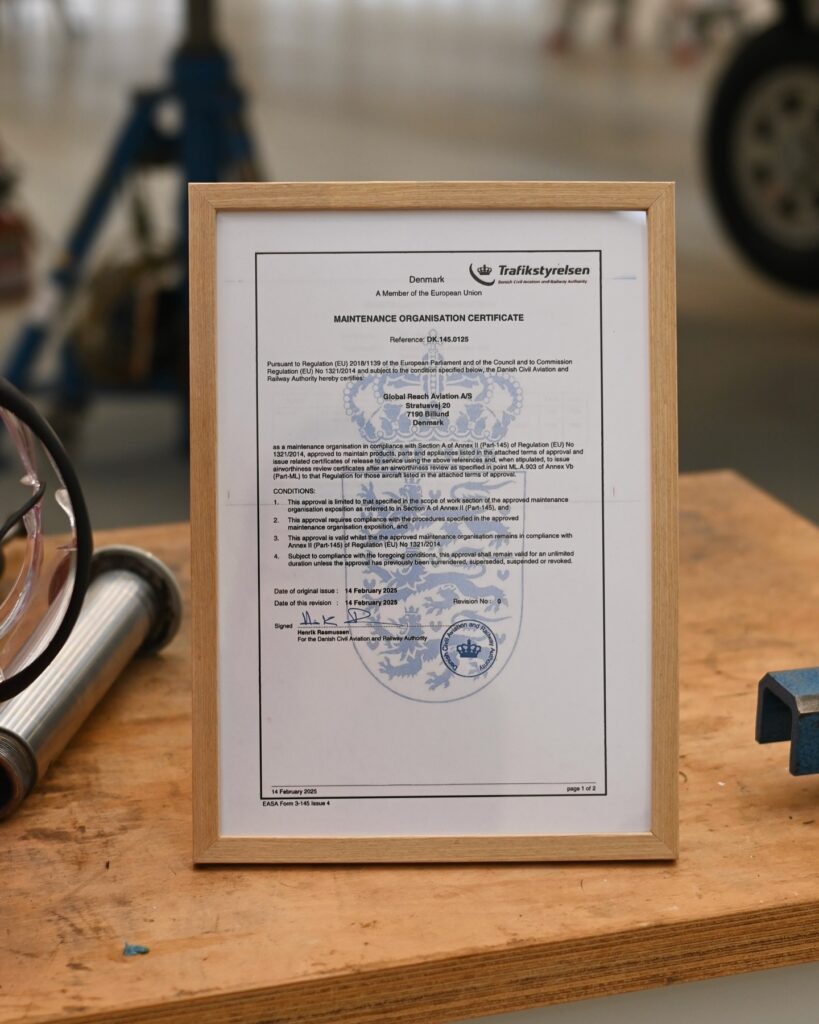 Trafikstyrelsen
Danish Civil Aviation and Railway Authority
Denmark
A Member of the European Union
MAINTENANCE ORGANISATION CERTIFICATE
Reference: DK.145.0125
Pursuant to Regulation (EU) 2018/1139 of the European Parliament and of the Council and to Commission
Regulation (EU) No 1321/2014 and subject to the condition specified below, the Danish Civil Aviation and
Railway Authority hereby certifies:
Global Reach Aviation A/S
Stratusvej 20
7190 Billund
Denmark
as a maintenance organisation in compliance with Section A of Annex II (Part-145) of Regulation (EU) No
1321/2014, approved to maintain products, parts and appliances listed in the attached terms of approval and
issue related certificates of release to service using the above references and, when stipulated, to issue
airworthiness review certificates after an airworthiness review as specified in point ML.A.903 of Annex Vb
(Part-ML) to that Regulation for those aircraft listed in the attached terms of approval.
CONDITIONS:
1. This approval is limited to that specified in the scope of work section of the approved maintenance
organisation exposition as referred to in Section A of Annex II (Part-145), and
2. This approval requires compliance with the procedures specified in the approved
maintenance organisation exposition, and
3. This approval is valid whilst the the approved maintenance organisation remains in compliance with
Annex II (Part-145) of Regulation (EU) No 1321/2014.
4. Subject to compliance with the foregoing conditions, this approval shall remain valid for an unlimited
duration unless the approval has previously been surrendered, superseded, suspended or revoked.
Date of original issue : 14 February 2025
Date of this revision : 14 February 2025 Revision No : 0
Signed
Henrik Rasmussen
For the Danish Civil Aviation and Railway Authority
Danish Civil Aviation and Railway Authority
14 February 2025 page 1 of 2
EASA Form 3-145 Issue 4